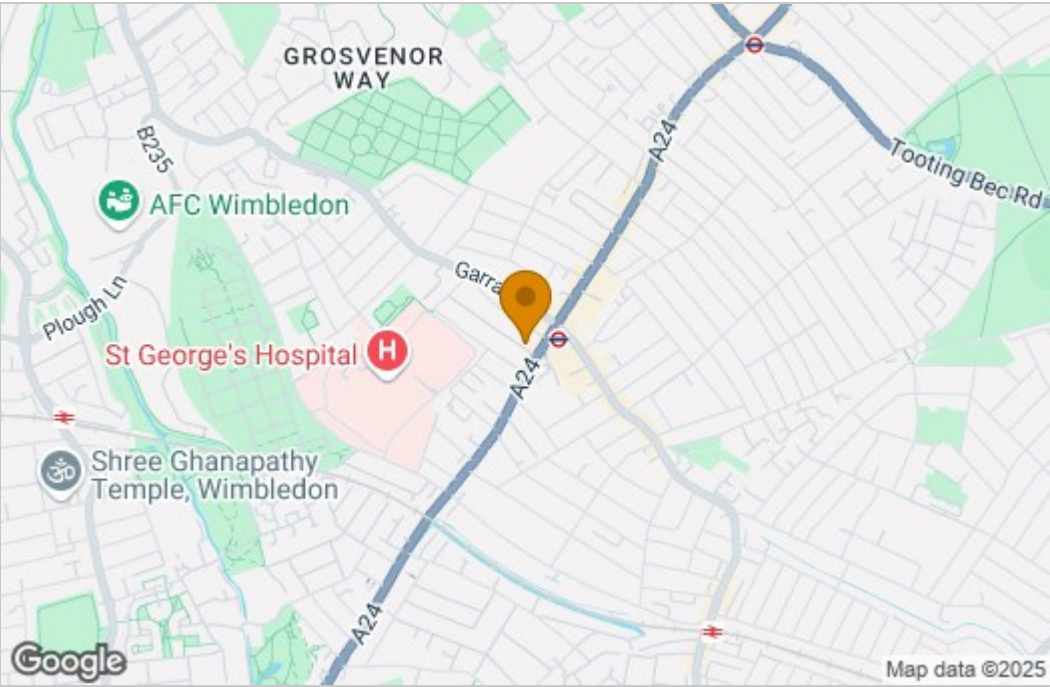 GROSVENOR
WAY
B235
A24
Tooting Bec Rd
AFC Wimbledon
Garra
Plough Ln
St George's Hospital
H
A24
Shree Ghanapathy
Temple, Wimbledon
A24
Google
Map data ©2025